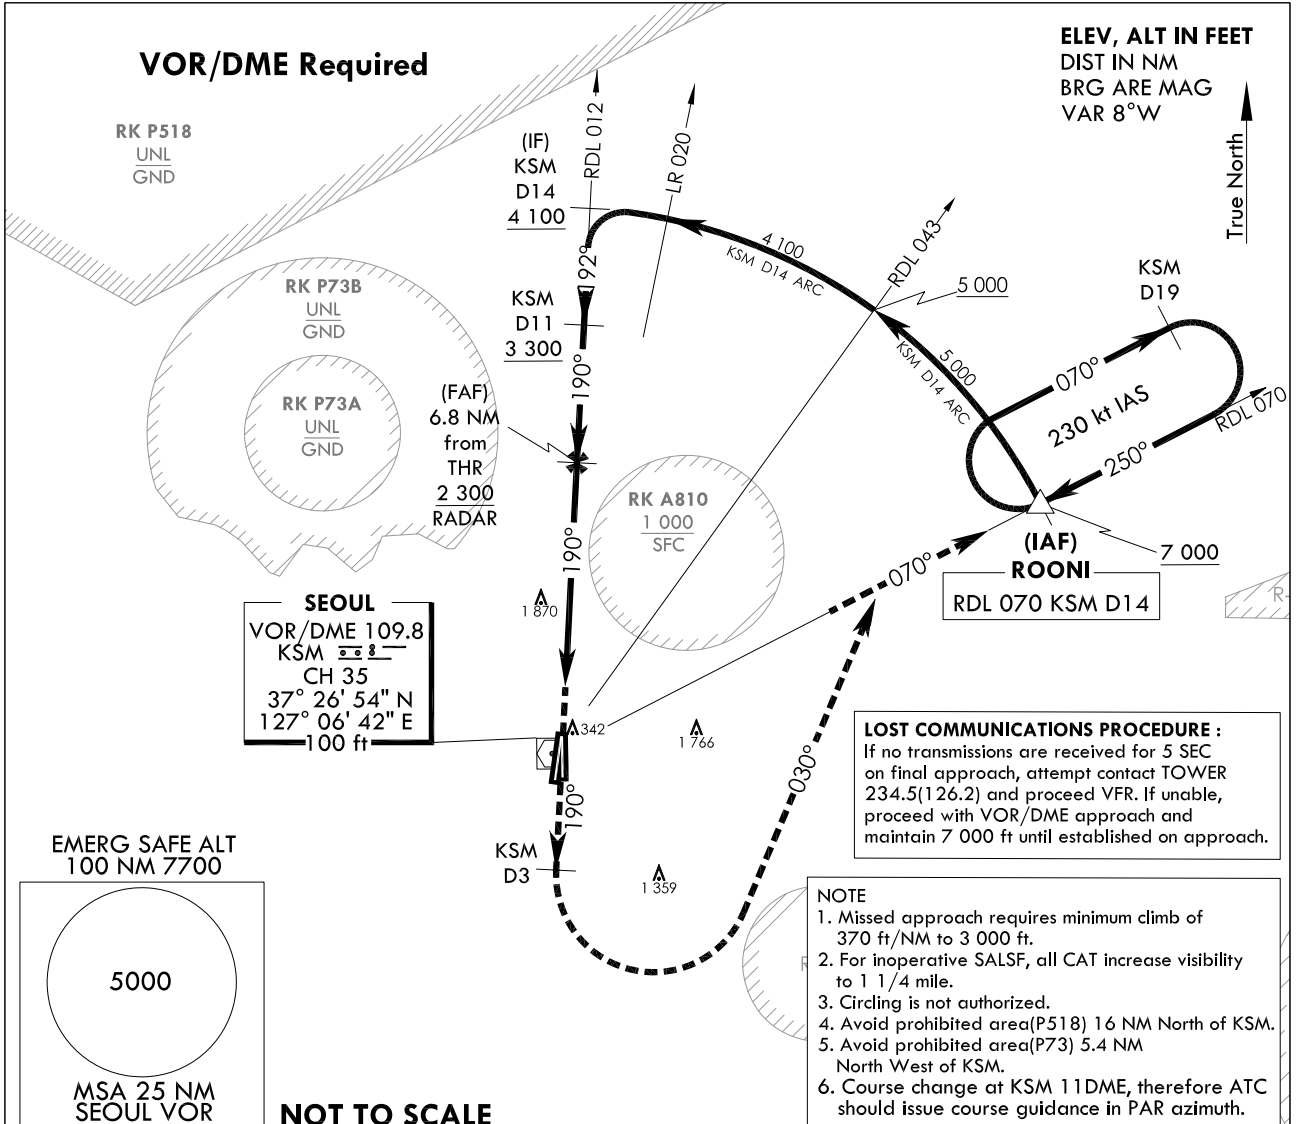 VOR/DME Required
ELEV, ALT IN FEET
DIST IN NM
BRG ARE MAG
VAR 8°W
True North
RK P518
UNL
GND
(IF)
KSM
D14
4 100
RDL 012
LR 020
RDL 043
4 100
KSM D14 ARC
5 000
5 000
KSM D14 ARC
KSM
D19
070°
230 kt IAS
RDL 070
250°
192°
RK P73B
UNL
GND
KSM
D11
3 300
190°
RK P73A
UNL
GND
(FAF)
6.8 NM
from
THR
2 300
RADAR
190°
RK A810
1 000
SFC
070°
(IAF)
ROONI
RDL 070 KSM D14
7 000
R-
1 870
SEOUL
VOR/DME 109.8
KSM
CH 35
37° 26' 54" N
127° 06' 42" E
100 ft
342
1 766
030°
190°
KSM
D3
1 359
LOST COMMUNICATIONS PROCEDURE :
If no transmissions are received for 5 SEC
on final approach, attempt contact TOWER
234.5(126.2) and proceed VFR. If unable,
proceed with VOR/DME approach and
maintain 7 000 ft until established on approach.
EMERG SAFE ALT
100 NM 7700
5000
MSA 25 NM
SEOUL VOR
NOT TO SCALE
R
NOTE
1. Missed approach requires minimum climb of
370 ft/NM to 3 000 ft.
2. For inoperative SALSF, all CAT increase visibility
to 1 1/4 mile.
3. Circling is not authorized.
4. Avoid prohibited area(P518) 16 NM North of KSM.
5. Avoid prohibited area(P73) 5.4 NM
North West of KSM.
6. Course change at KSM 11DME, therefore ATC
should issue course guidance in PAR azimuth.